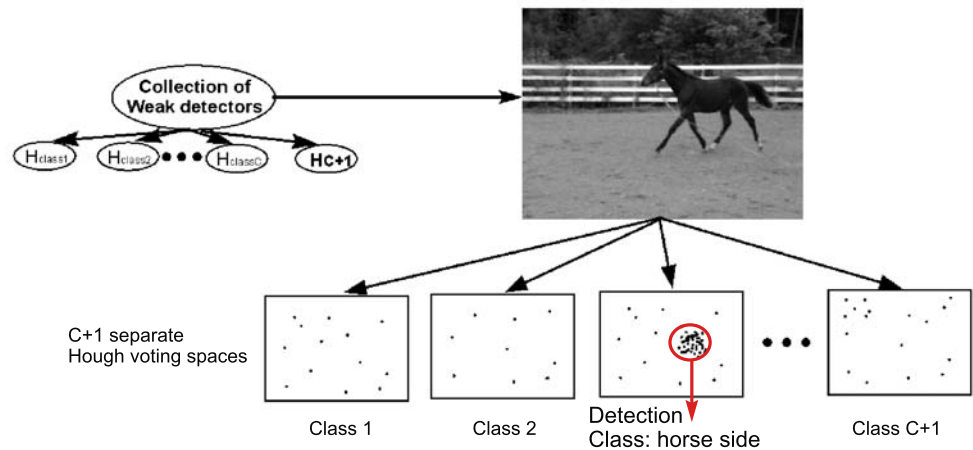 Collection of
Weak detectors
Hclass1
Hclass2
HclassC
HC+1
C+1 separate
Hough voting spaces
Class 1
Class 2
Detection
Class: horse side
Class C+1